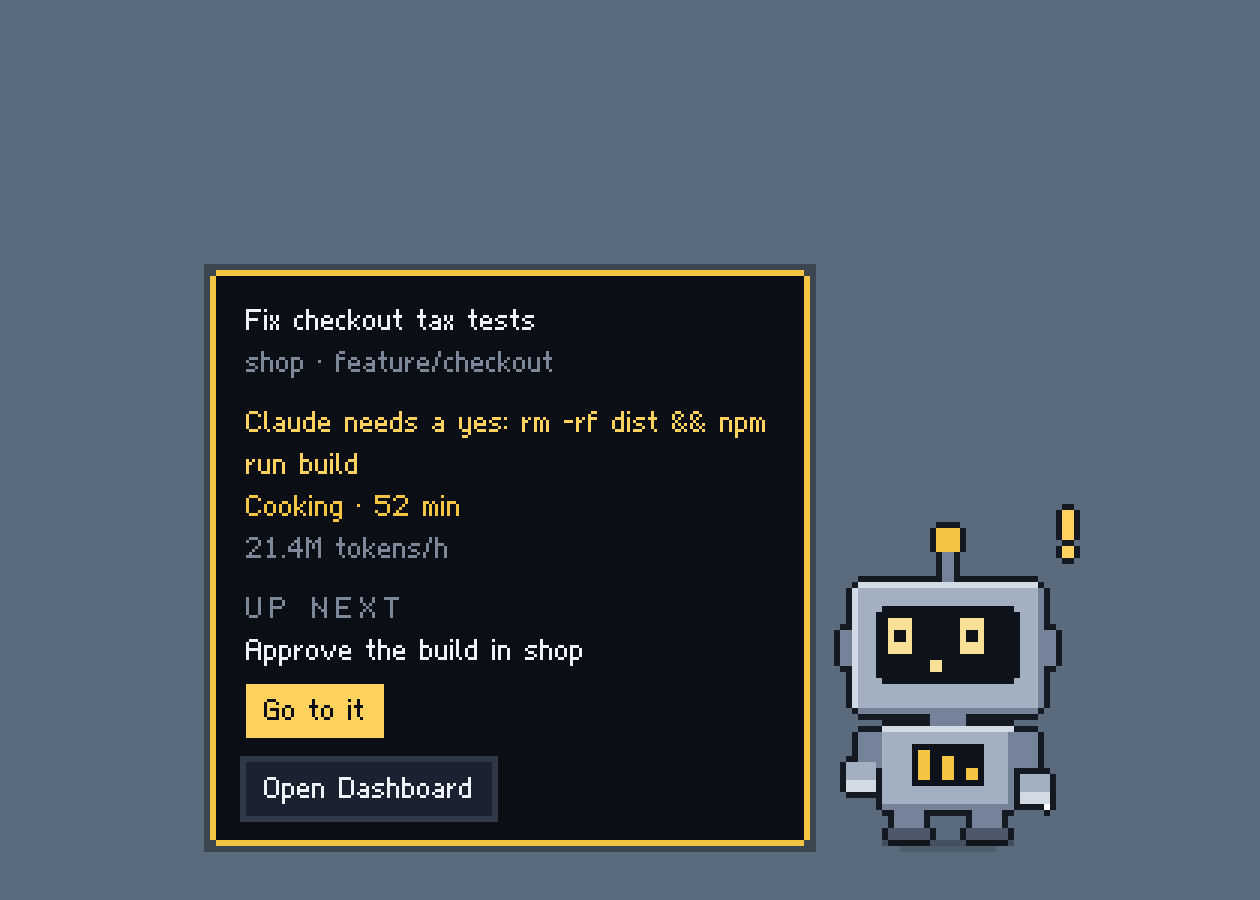 Fix checkout tax tests
shop · feature/checkout
Claude needs a yes: rm -rf dist && npm
run build
Cooking · 52 min
21.4M tokens/h
UP NEXT
Approve the build in shop
Go to it
Open Dashboard
!